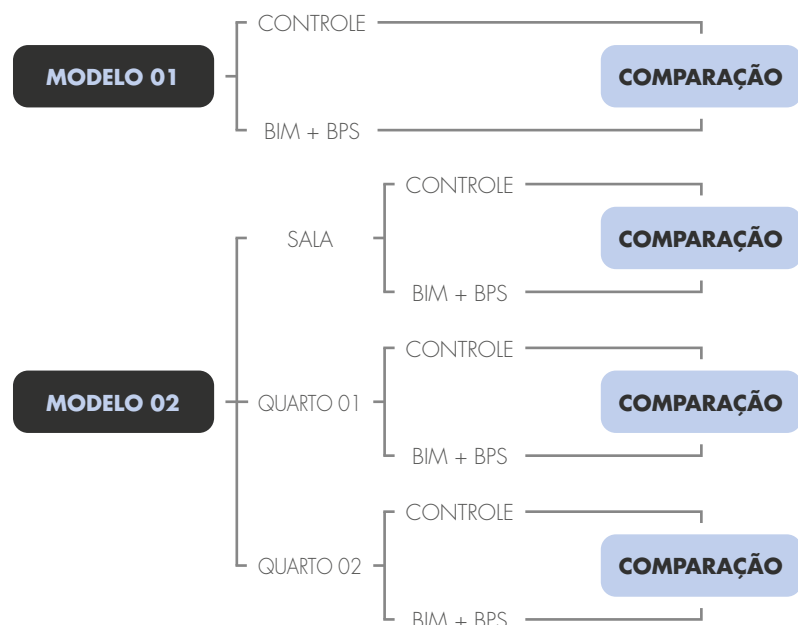 CONTROLE
MODELO 01
COMPARAÇÃO
BIM + BPS
CONTROLE
SALA
COMPARAÇÃO
BIM + BPS
CONTROLE
MODELO 02
QUARTO 01
COMPARAÇÃO
BIM + BPS
CONTROLE
QUARTO 02
COMPARAÇÃO
BIM + BPS